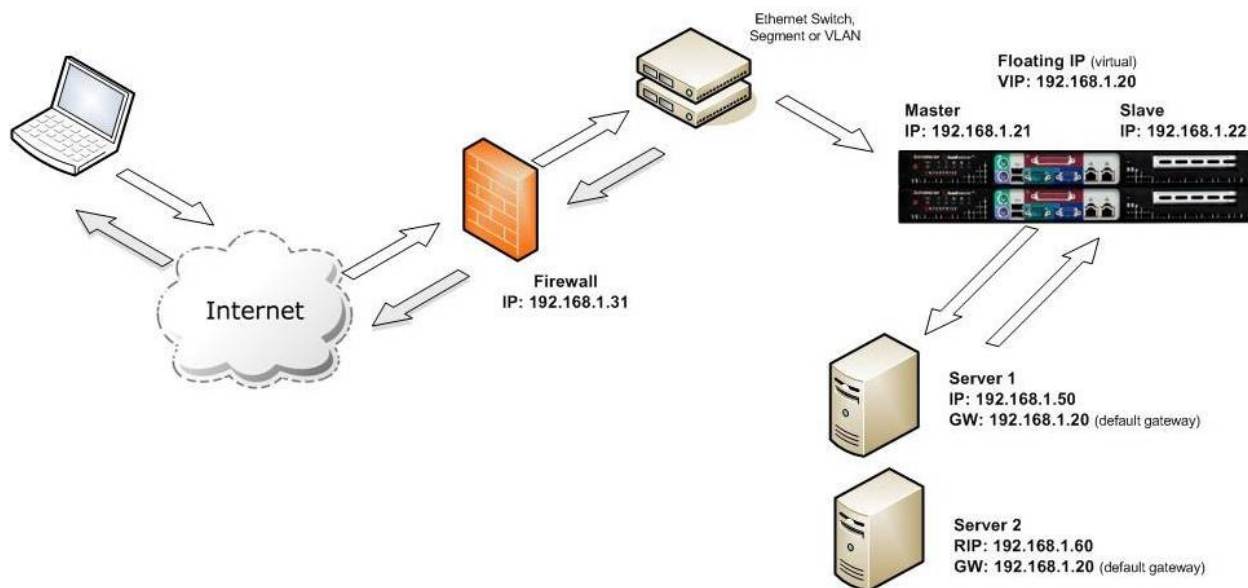 Ethernet Switch,
Segment or VLAN
Floating IP (virtual)
VIP: 192.168.1.20
Master
IP: 192.168.1.21
Slave
IP: 192.168.1.22
Internet
Firewall
IP: 192.168.1.31
Server 1
IP: 192.168.1.50
GW: 192.168.1.20 (default gateway)
Server 2
RIP: 192.168.1.60
GW: 192.168.1.20 (default gateway)